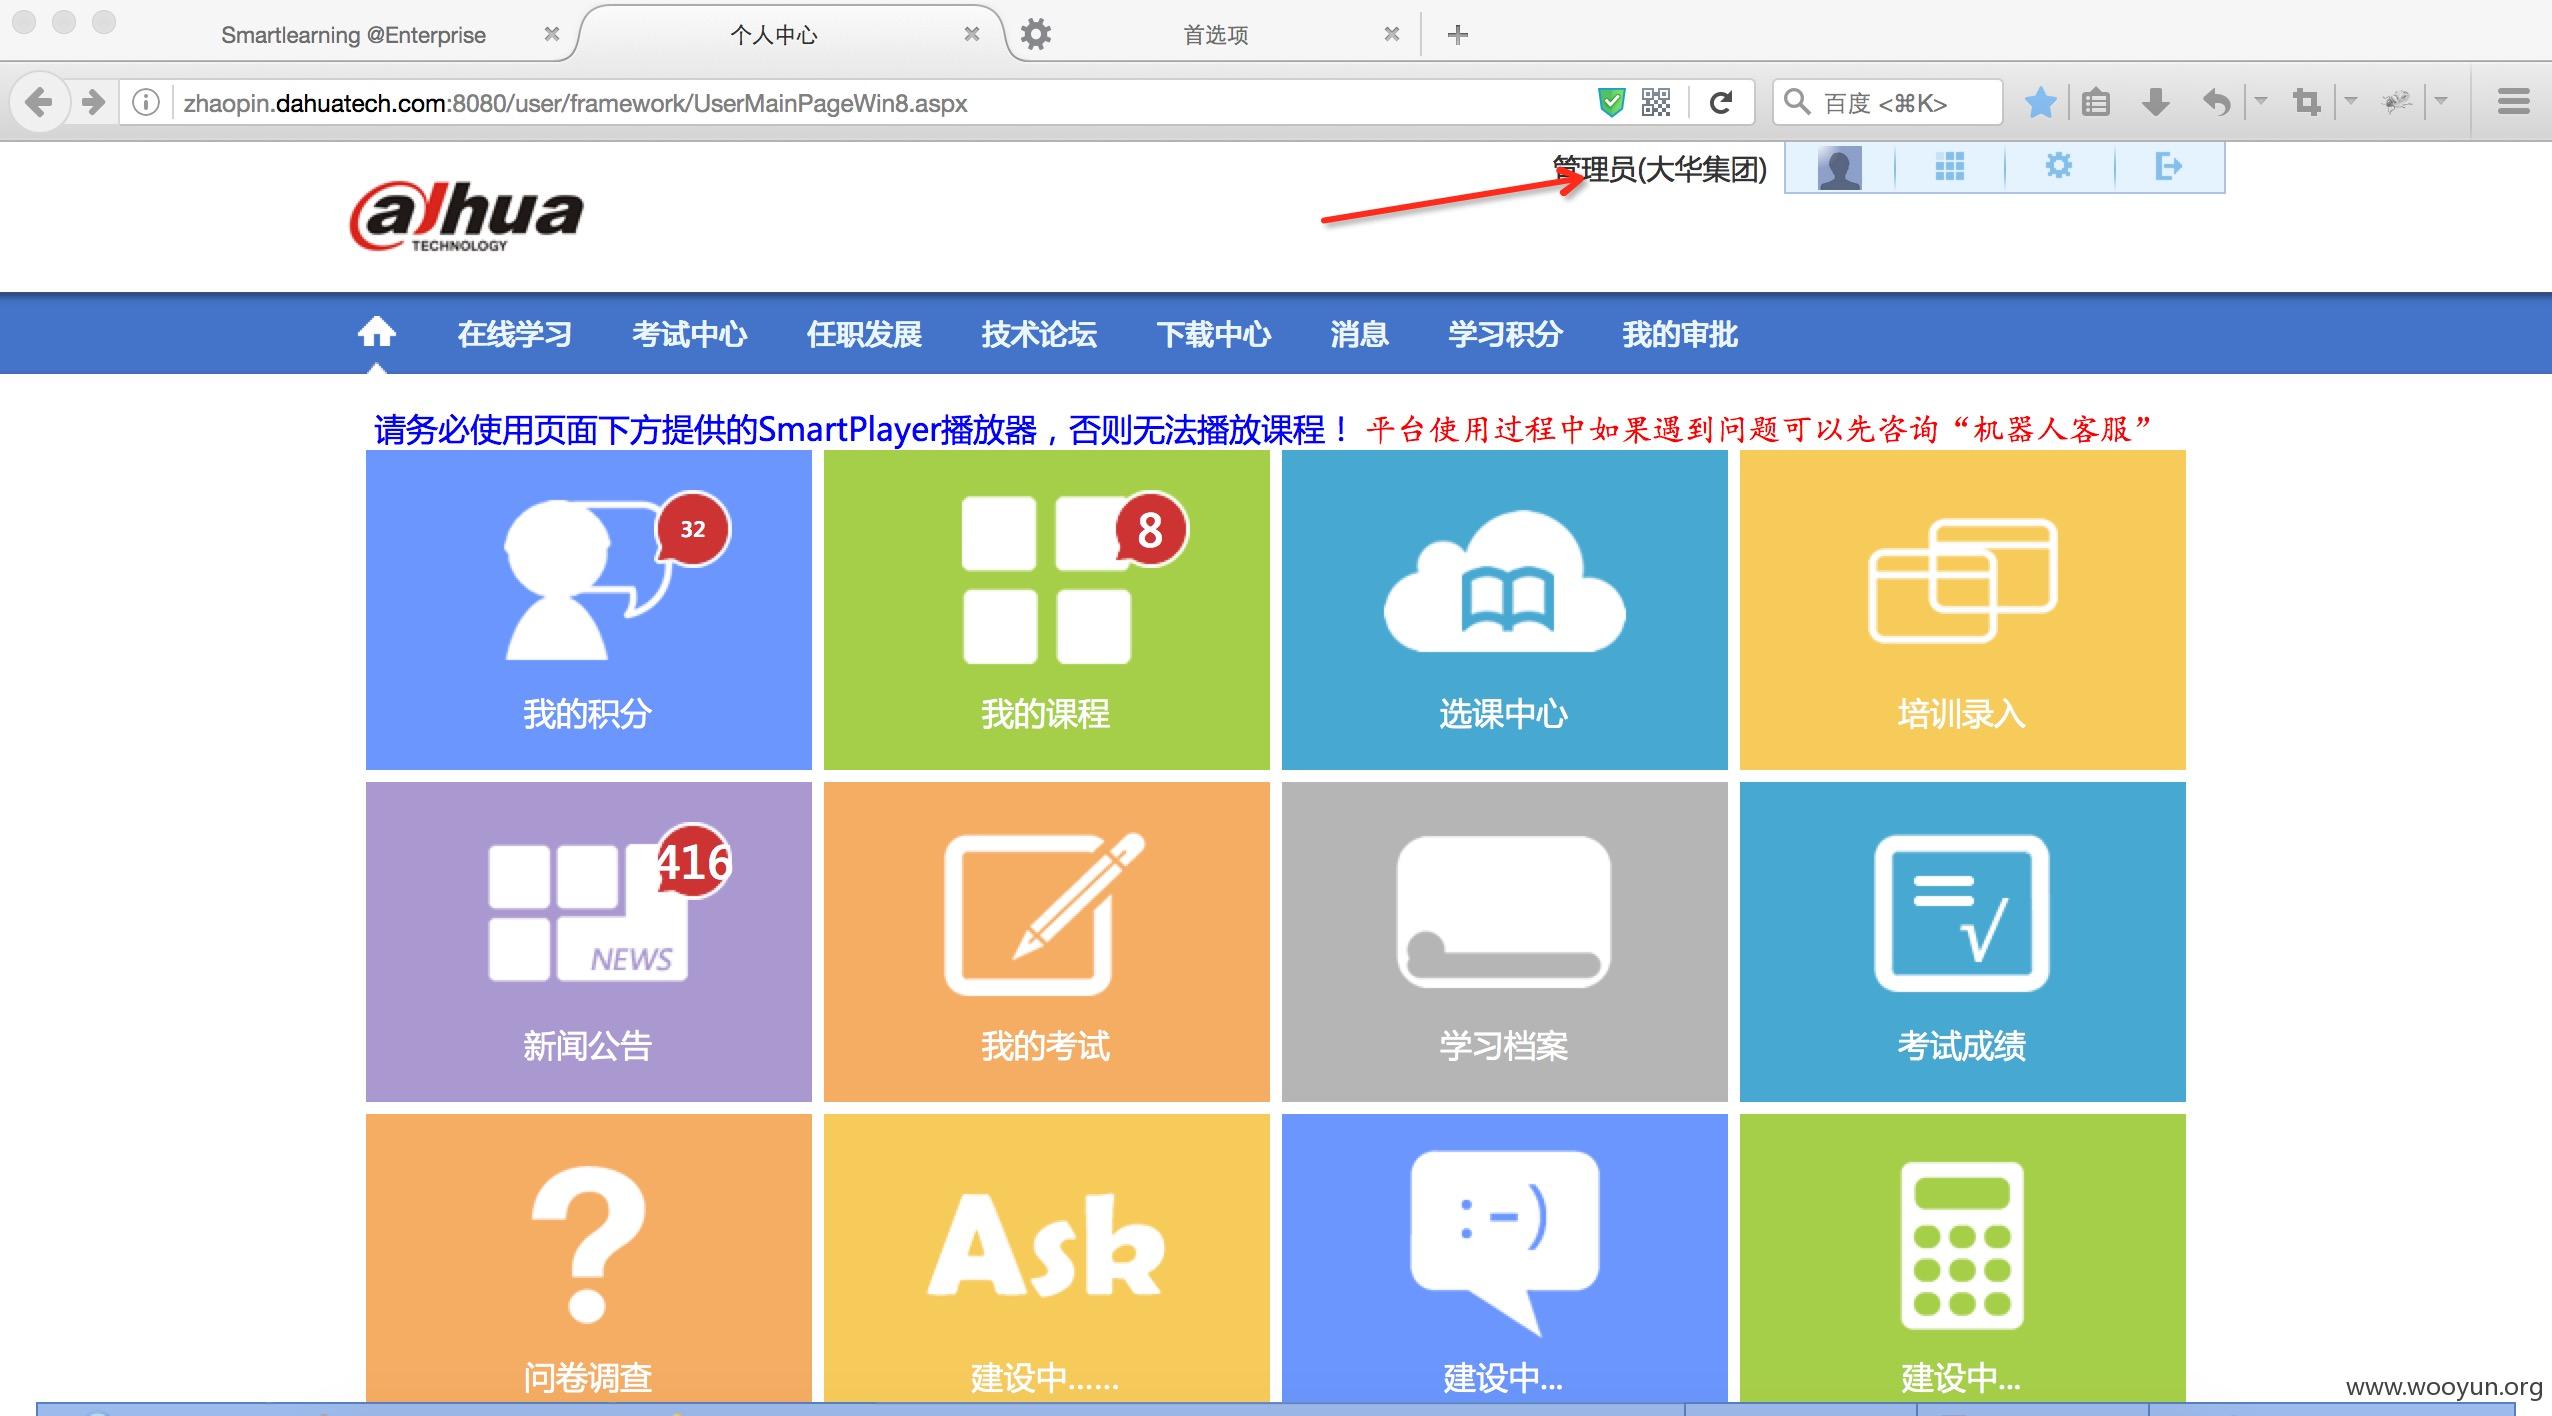 Smartlearning @Enterprise
个人中心
首选项
zhaopin.dahuatech.com:8080/user/framework/UserMainPageWin8.aspx
百度 <⌘K>
管理员(大华集团)
alhua
TECHNOLOGY
在线学习 考试中心 任职发展 技术论坛 下载中心 消息 学习积分 我的审批
请务必使用页面下方提供的SmartPlayer播放器，否则无法播放课程！ 平台使用过程中如果遇到问题可以先咨询“机器人客服”
32
8
我的积分
我的课程
选课中心
培训录入
416
NEWS
√
新闻公告
我的考试
学习档案
考试成绩
?
Ask
:-)
问卷调查
建设中......
建设中...
建设中...
www.wooyun.org